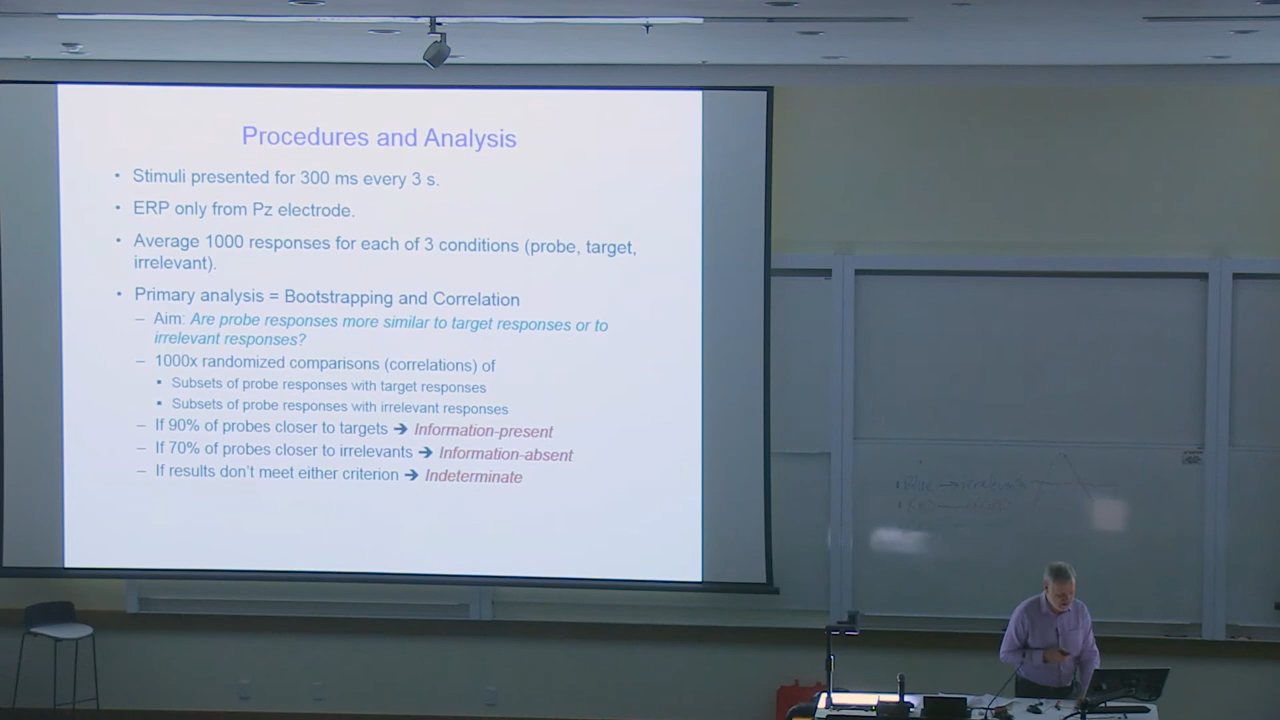 Procedures and Analysis
• Stimuli presented for 300 ms every 3 s.
• ERP only from Pz electrode.
• Average 1000 responses for each of 3 conditions (probe, target,
irrelevant).
• Primary analysis = Bootstrapping and Correlation
– Aim: Are probe responses more similar to target responses or to
irrelevant responses?
– 1000x randomized comparisons (correlations) of
▪ Subsets of probe responses with target responses
▪ Subsets of probe responses with irrelevant responses
– If 90% of probes closer to targets ➔ Information-present
– If 70% of probes closer to irrelevants ➔ Information-absent
– If results don't meet either criterion ➔ Indeterminate